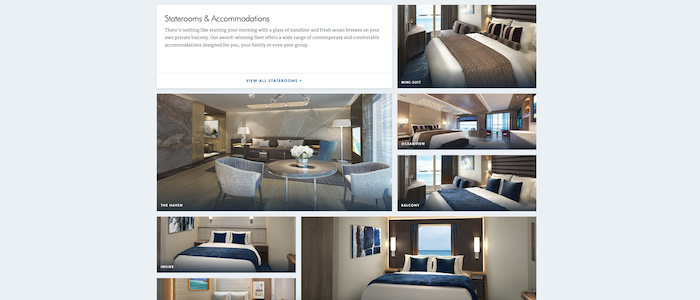 Staterooms & Accommodations
There's nothing like starting your morning with a glass of sunshine and fresh ocean breezes on your
own private balcony. Our award-winning fleet offers a wide range of contemporary and comfortable
accommodations designed for you, your family or even your group.
VIEW ALL STATEROOMS
MINI-SUIT
OCEANVIEW
THE HAVEN
BALCONY
INSIDE